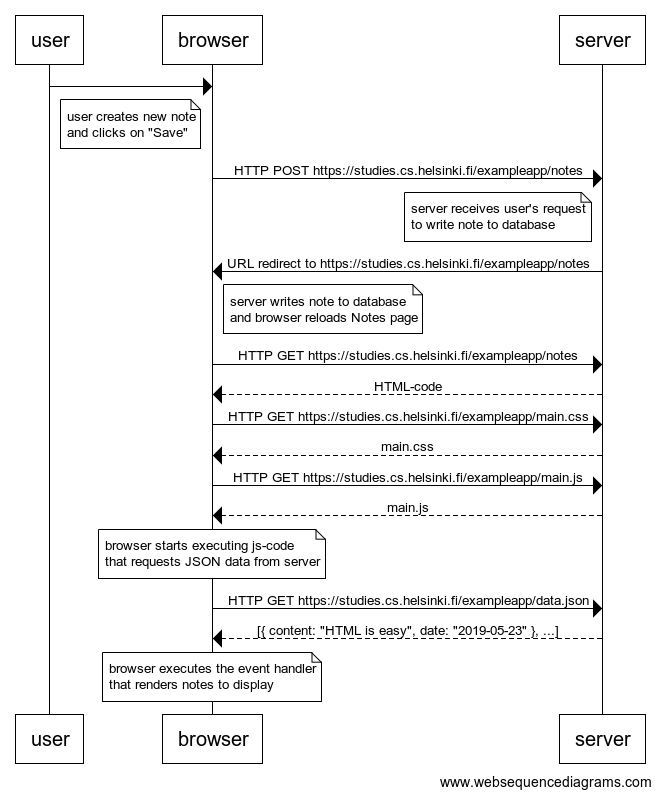 user
browser
server
user creates new note
and clicks on "Save"
HTTP POST https://studies.cs.helsinki.fi/exampleapp/notes
server receives user's request
to write note to database
URL redirect to https://studies.cs.helsinki.fi/exampleapp/notes
server writes note to database
and browser reloads Notes page
HTTP GET https://studies.cs.helsinki.fi/exampleapp/notes
HTML-code
HTTP GET https://studies.cs.helsinki.fi/exampleapp/main.css
main.css
HTTP GET https://studies.cs.helsinki.fi/exampleapp/main.js
main.js
browser starts executing js-code
that requests JSON data from server
HTTP GET https://studies.cs.helsinki.fi/exampleapp/data.json
[{ content: "HTML is easy", date: "2019-05-23" }, ...]
browser executes the event handler
that renders notes to display
user
browser
server
www.websequencediagrams.com